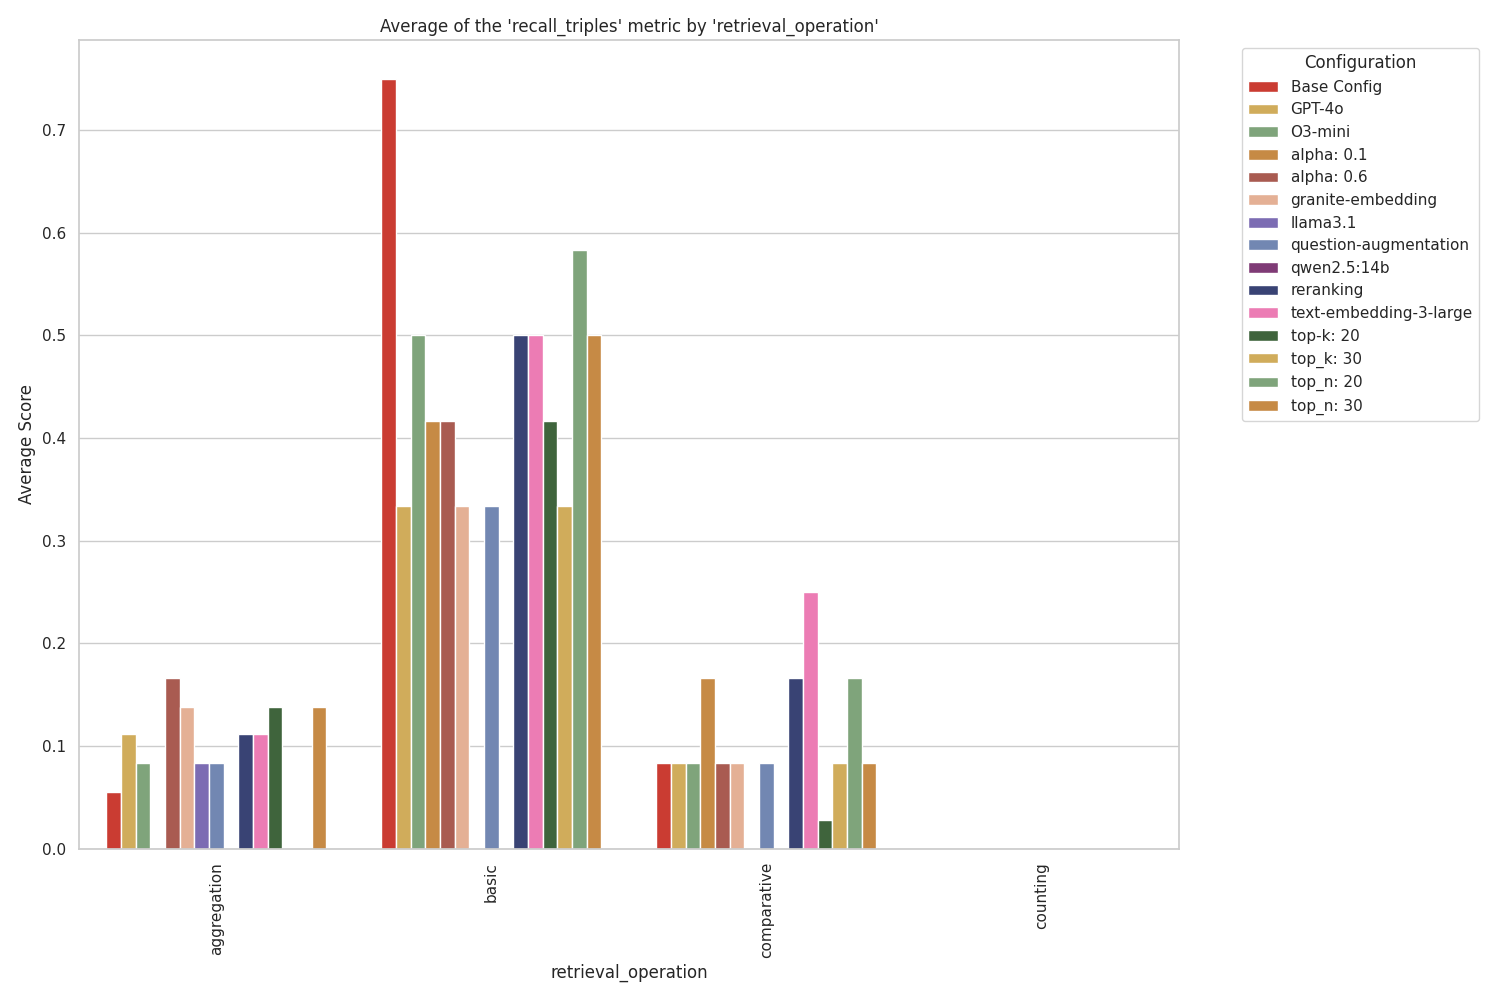 Average of the 'recall_triples' metric by 'retrieval_operation'
Average Score
0.7
0.6
0.5
0.4
0.3
0.2
0.1
0.0
aggregation
basic
comparative
counting
retrieval_operation
Configuration
Base Config
GPT-4o
O3-mini
alpha: 0.1
alpha: 0.6
granite-embedding
llama3.1
question-augmentation
qwen2.5:14b
reranking
text-embedding-3-large
top-k: 20
top_k: 30
top_n: 20
top_n: 30